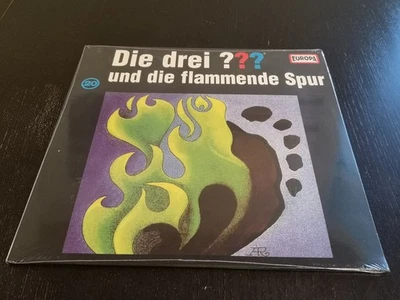 Die drei ???
EUROPA
20
und die flammende Spur